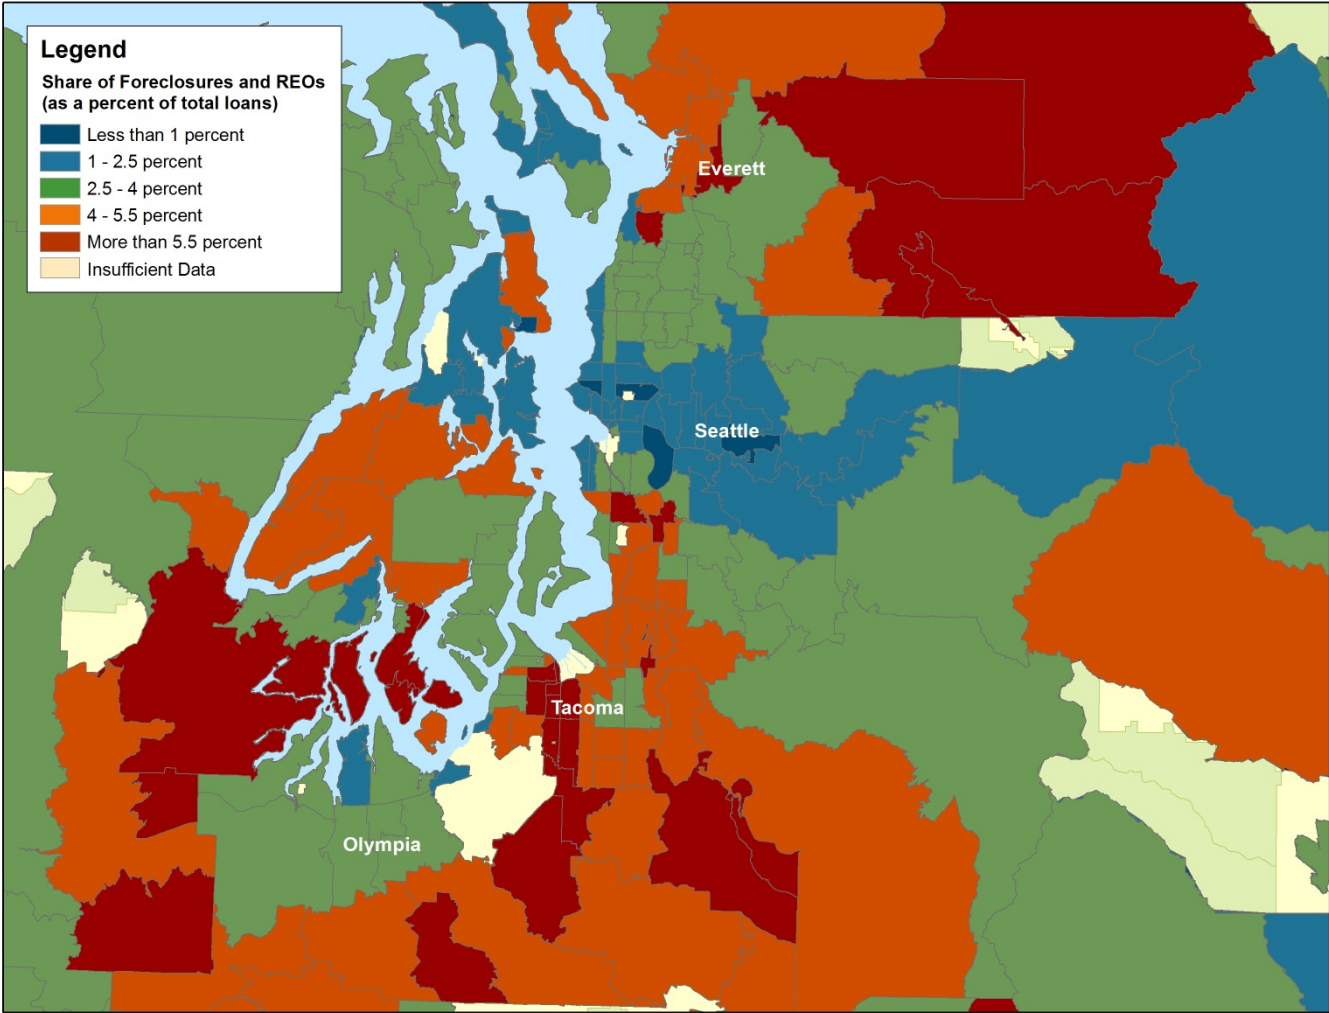 Legend
Share of Foreclosures and REOs
(as a percent of total loans)
Less than 1 percent
1 - 2.5 percent
2.5 - 4 percent
4 - 5.5 percent
More than 5.5 percent
Insufficient Data
Everett
Seattle
Tacoma
Olympia